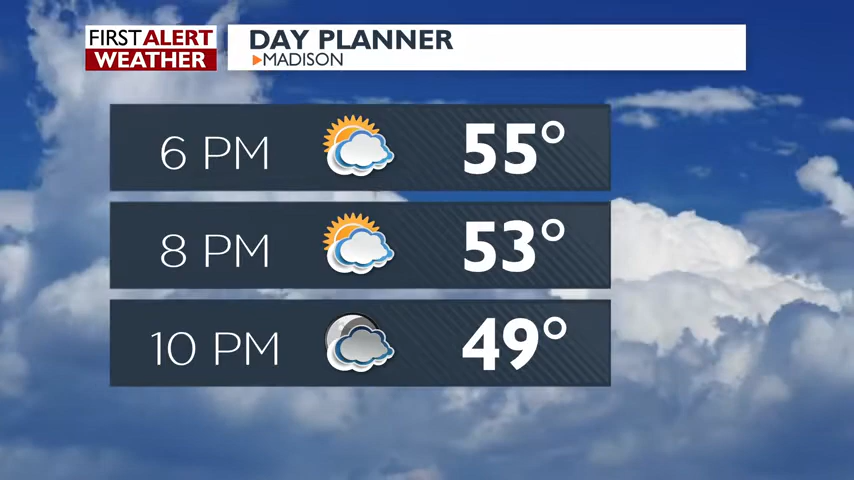 FIRST ALERT
WEATHER
DAY PLANNER
MADISON
6 PM 55°
8 PM 53°
10 PM 49°